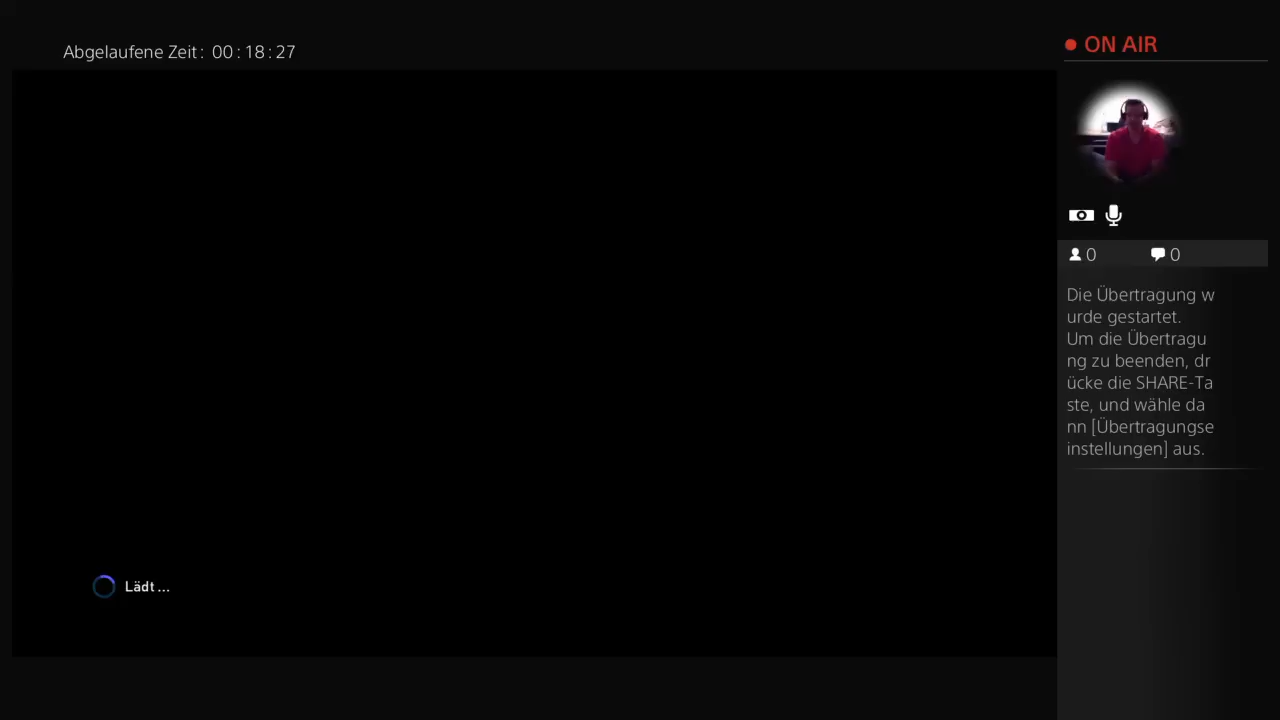 Abgelaufene Zeit: 00:18:27
ON AIR
0 0
Die Übertragung w
urde gestartet.
Um die Übertragu
ng zu beenden, dr
ücke die SHARE-Ta
ste, und wähle da
nn [Übertragungse
instellungen] aus.
Lädt ...